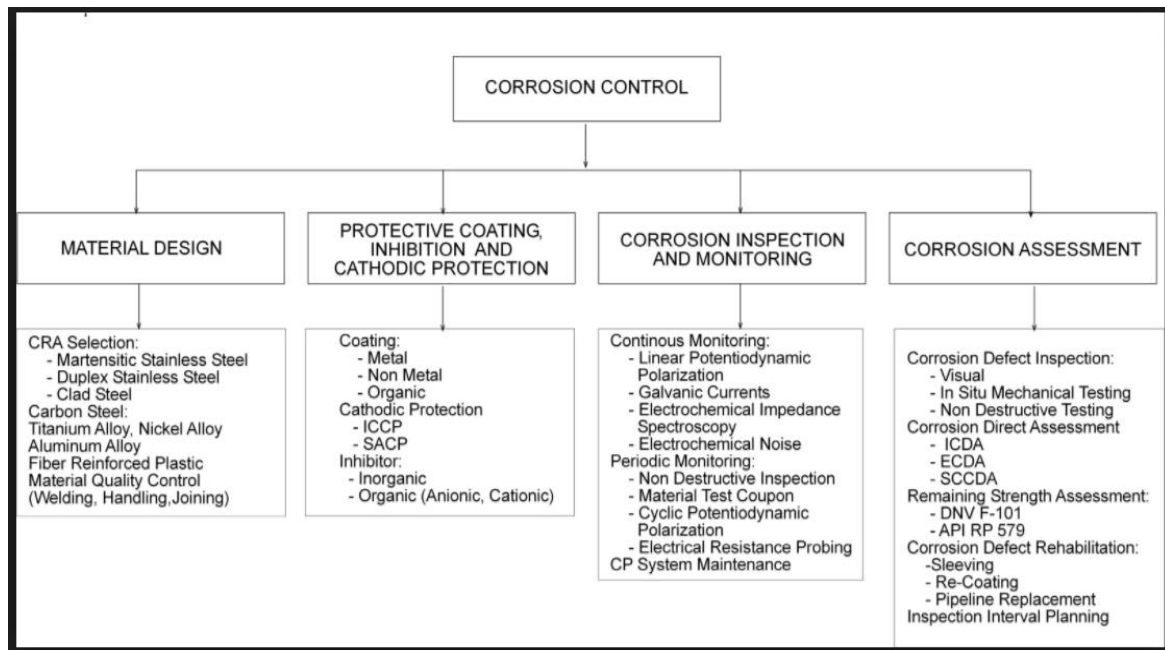 CORROSION CONTROL
MATERIAL DESIGN
CRA Selection:
- Martensitic Stainless Steel
- Duplex Stainless Steel
- Clad Steel
Carbon Steel:
Titanium Alloy, Nickel Alloy
Aluminum Alloy
Fiber Reinforced Plastic
Material Quality Control
(Welding, Handling,Joining)
PROTECTIVE COATING,
INHIBITION AND
CATHODIC PROTECTION
Coating:
- Metal
- Non Metal
- Organic
Cathodic Protection
- ICCP
- SACP
Inhibitor:
- Inorganic
- Organic (Anionic, Cationic)
CORROSION INSPECTION
AND MONITORING
Continous Monitoring:
- Linear Potentiodynamic
Polarization
- Galvanic Currents
- Electrochemical Impedance
Spectroscopy
- Electrochemical Noise
Periodic Monitoring:
- Non Destructive Inspection
- Material Test Coupon
- Cyclic Potentiodynamic
Polarization
- Electrical Resistance Probing
CP System Maintenance
CORROSION ASSESSMENT
Corrosion Defect Inspection:
- Visual
- In Situ Mechanical Testing
- Non Destructive Testing
Corrosion Direct Assessment
- ICDA
- ECDA
- SCCDA
Remaining Strength Assessment:
- DNV F-101
- API RP 579
Corrosion Defect Rehabilitation:
-Sleeving
- Re-Coating
- Pipeline Replacement
Inspection Interval Planning